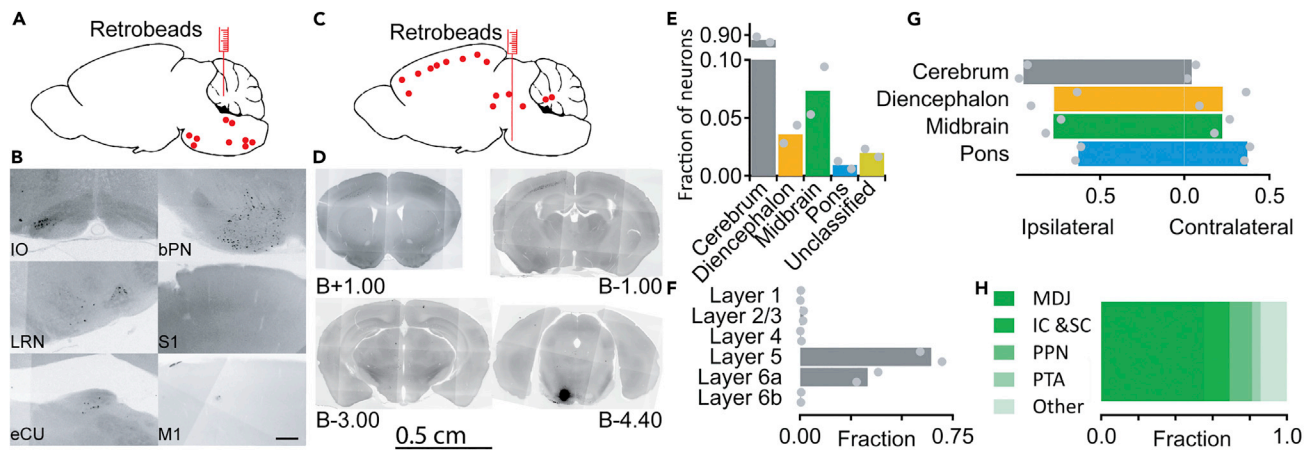 A
Retrobeads
B
IO
bPN
LRN
S1
eCU
M1
C
Retrobeads
D
B+1.00
B-1.00
B-3.00
B-4.40
0.5 cm
E
Fraction of neurons
0.90
0.10
0.05
0.00
Cerebrum
Diencephalon
Midbrain
Pons
Unclassified
F
Layer 1
Layer 2/3
Layer 4
Layer 5
Layer 6a
Layer 6b
0.00
0.75
Fraction
G
Cerebrum
Diencephalon
Midbrain
Pons
0.5
0.0
0.5
Ipsilateral
Contralateral
H
MDJ
IC &SC
PPN
PTA
Other
0.0
1.0
Fraction